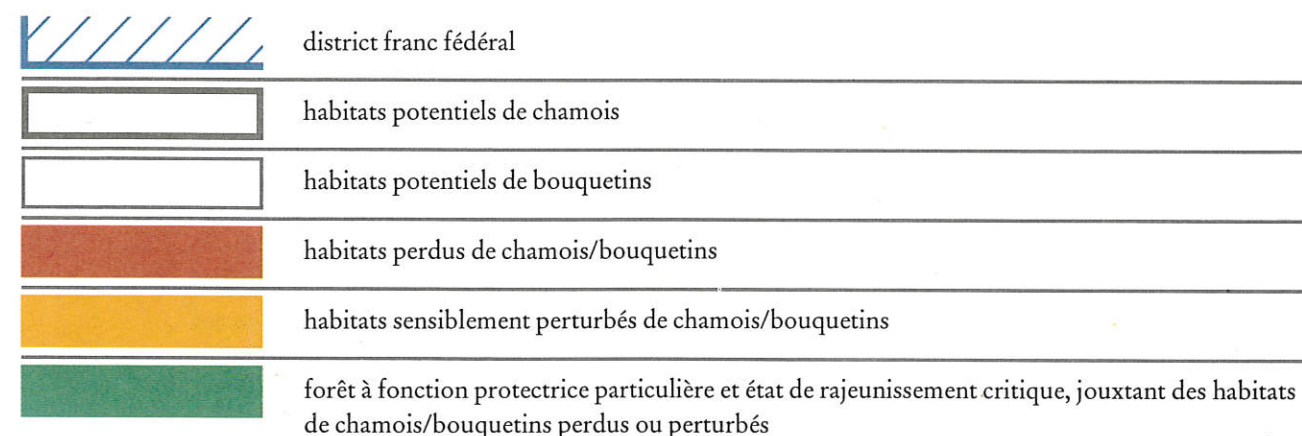 district franc fédéral
habitats potentiels de chamois
habitats potentiels de bouquetins
habitats perdus de chamois/bouquetins
habitats sensiblement perturbés de chamois/bouquetins
forêt à fonction protectrice particulière et état de rajeunissement critique, jouxtant des habitats
de chamois/bouquetins perdus ou perturbés